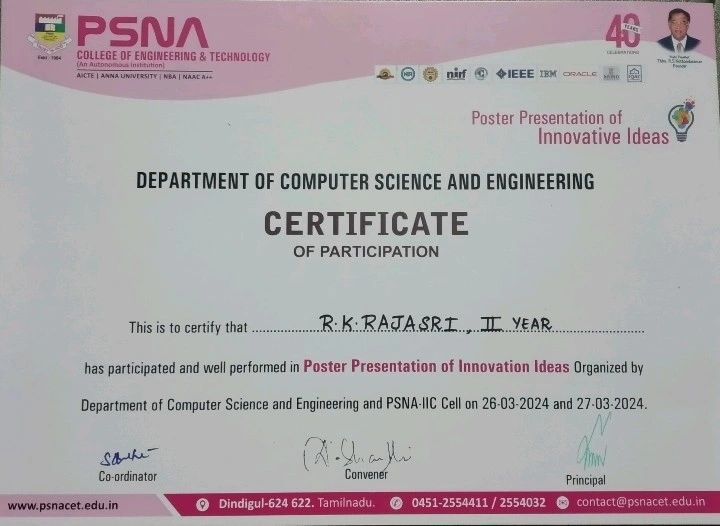 PSNA
COLLEGE OF ENGINEERING & TECHNOLOGY
(An Autonomous Institution)
AICTE | ANNA UNIVERSITY | NBA | NAAC A++
Estd : 1984
40 YEARS
CELEBRATIONS
Founder
nirf
IEEE IBM ORACLE
Poster Presentation of
Innovative Ideas
DEPARTMENT OF COMPUTER SCIENCE AND ENGINEERING
CERTIFICATE
OF PARTICIPATION
This is to certify that R.K.RAJASRI, II YEAR
has participated and well performed in Poster Presentation of Innovation Ideas Organized by
Department of Computer Science and Engineering and PSNA-IIC Cell on 26-03-2024 and 27-03-2024.
Co-ordinator
Convener
Principal
www.psnacet.edu.in
Dindigul-624 622. Tamilnadu.
0451-2554411 / 2554032
contact@psnacet.edu.in